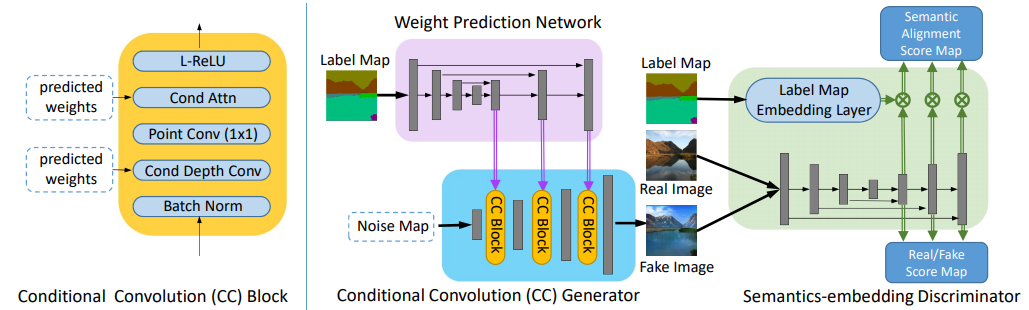 L-ReLU
predicted
weights
Cond Attn
Point Conv (1x1)
predicted
weights
Cond Depth Conv
Batch Norm
Conditional Convolution (CC) Block
Weight Prediction Network
Label Map
Noise Map
CC Block
CC Block
CC Block
Conditional Convolution (CC) Generator
Label Map
Real Image
Fake Image
Semantic
Alignment
Score Map
Label Map
Embedding Layer
Real/Fake
Score Map
Semantics-embedding Discriminator